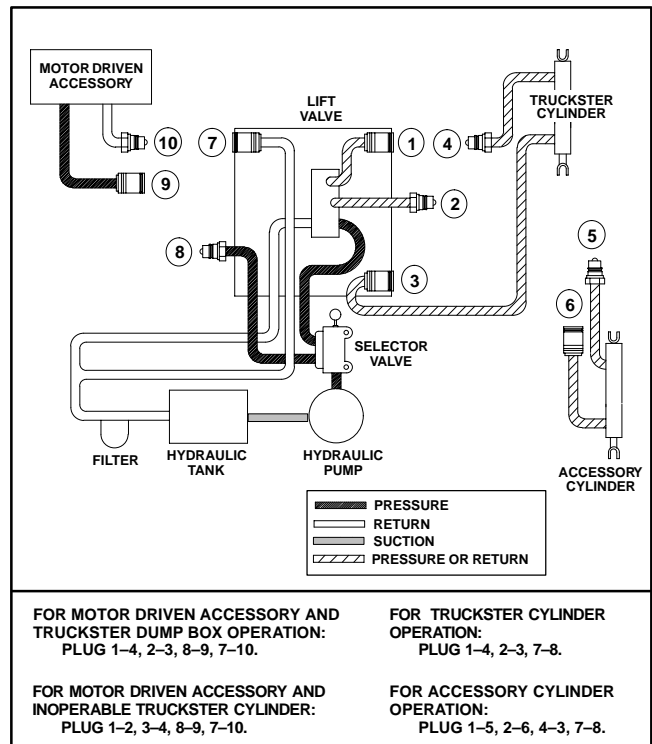 MOTOR DRIVEN
ACCESSORY
10
9
7
LIFT
VALVE
1
4
TRUCKSTER
CYLINDER
2
8
3
5
6
SELECTOR
VALVE
FILTER
HYDRAULIC
TANK
HYDRAULIC
PUMP
ACCESSORY
CYLINDER
PRESSURE
RETURN
SUCTION
PRESSURE OR RETURN
FOR MOTOR DRIVEN ACCESSORY AND
TRUCKSTER DUMP BOX OPERATION:
PLUG 1–4, 2–3, 8–9, 7–10.
FOR TRUCKSTER CYLINDER
OPERATION:
PLUG 1–4, 2–3, 7–8.
FOR MOTOR DRIVEN ACCESSORY AND
INOPERABLE TRUCKSTER CYLINDER:
PLUG 1–2, 3–4, 8–9, 7–10.
FOR ACCESSORY CYLINDER
OPERATION:
PLUG 1–5, 2–6, 4–3, 7–8.